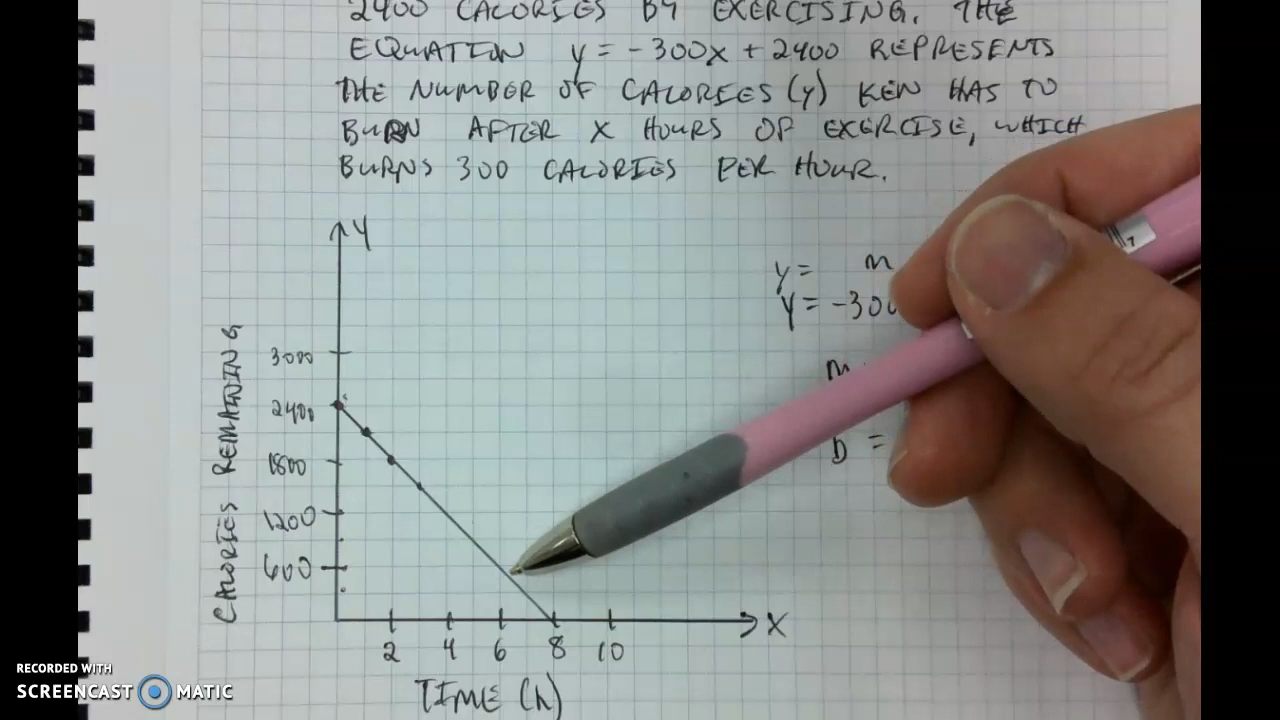 2400 CALORIES BY EXERCISING. THE
EQUATION y = -300x + 2400 REPRESENTS
THE NUMBER OF CALORIES (y) KEN HAS TO
BURN AFTER X HOURS OF EXERCISE, WHICH
BURNS 300 CALORIES PER HOUR.
Y
y = m
y = -300
3000
2400
1800
1200
600
CALORIES REMAINING
m
b =
X
2 4 6 8 10
TIME (h)
RECORDED WITH
SCREENCAST MATIC